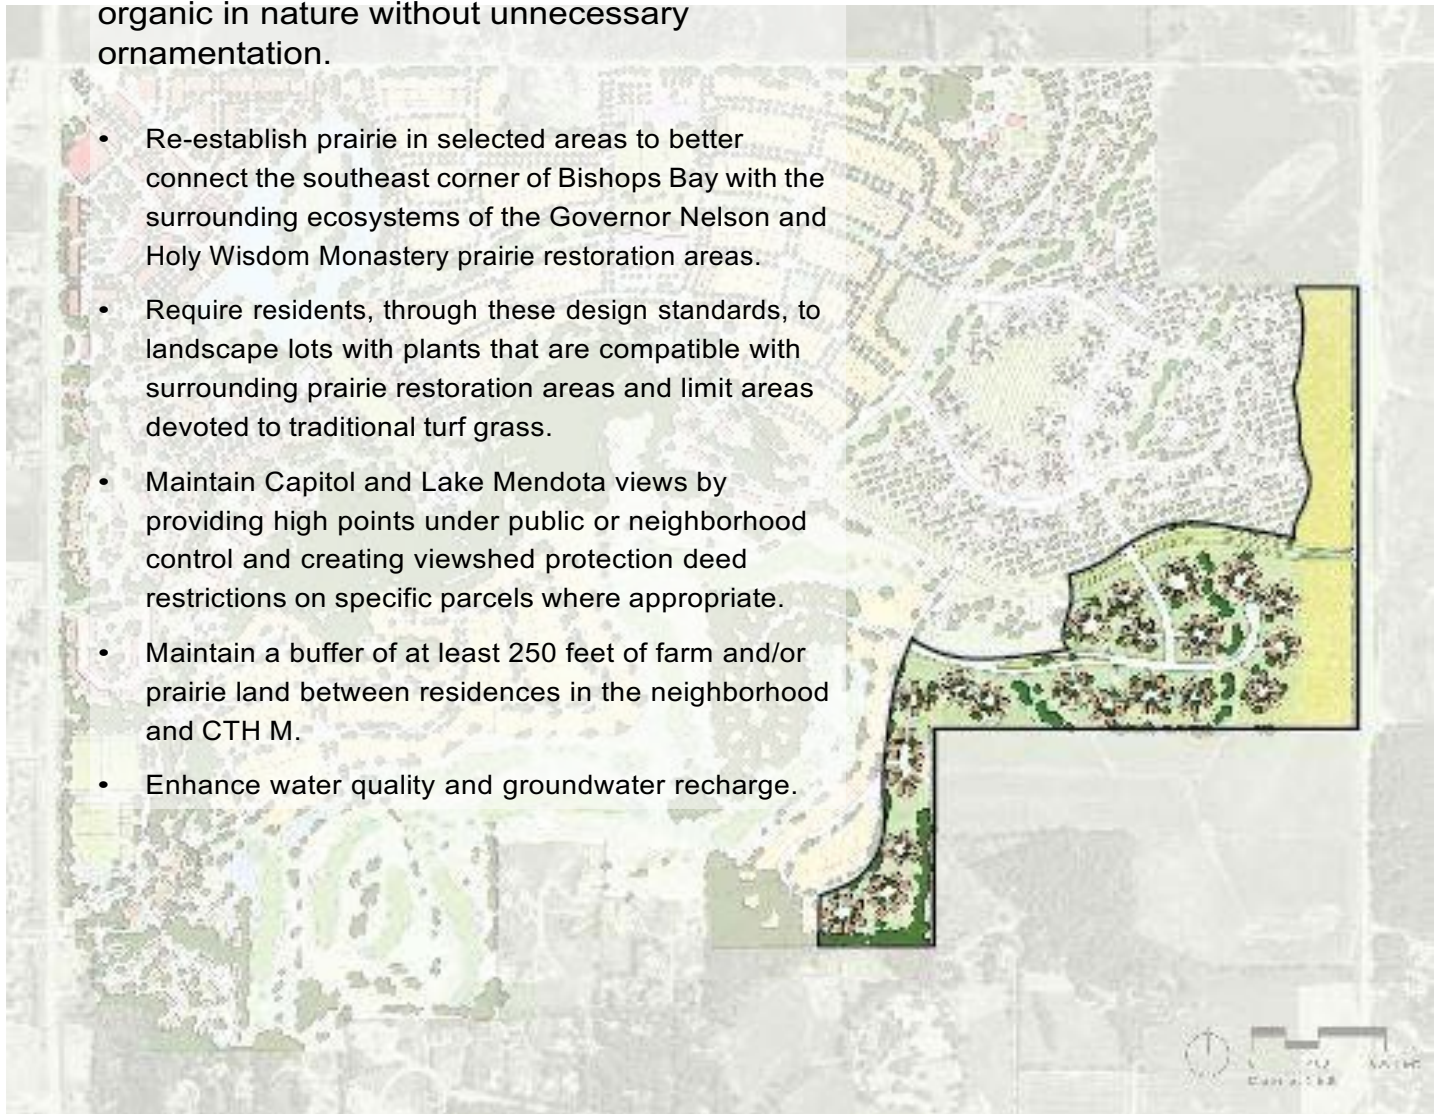 organic in nature without unnecessary
ornamentation.
• Re-establish prairie in selected areas to better
connect the southeast corner of Bishops Bay with the
surrounding ecosystems of the Governor Nelson and
Holy Wisdom Monastery prairie restoration areas.
• Require residents, through these design standards, to
landscape lots with plants that are compatible with
surrounding prairie restoration areas and limit areas
devoted to traditional turf grass.
• Maintain Capitol and Lake Mendota views by
providing high points under public or neighborhood
control and creating viewshed protection deed
restrictions on specific parcels where appropriate.
• Maintain a buffer of at least 250 feet of farm and/or
prairie land between residences in the neighborhood
and CTH M.
• Enhance water quality and groundwater recharge.